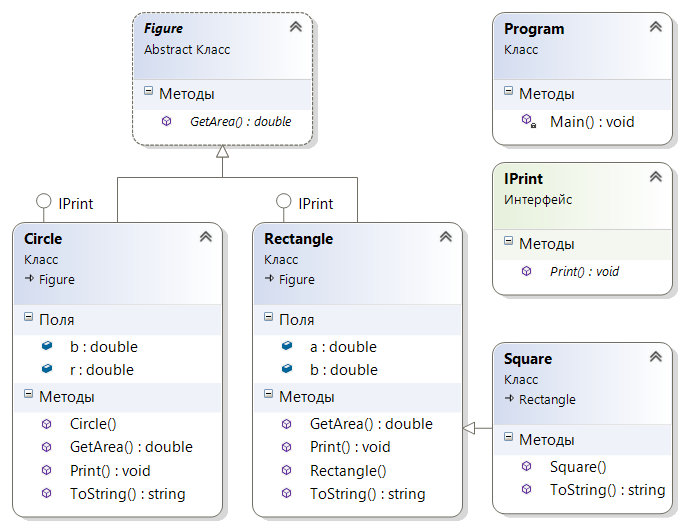 Figure
Abstract Класс
Методы
GetArea() : double
Program
Класс
Методы
Main() : void
IPrint
Интерфейс
Методы
Print() : void
IPrint
Circle
Класс
Figure
Поля
b : double
r : double
Методы
Circle()
GetArea() : double
Print() : void
ToString() : string
IPrint
Rectangle
Класс
Figure
Поля
a : double
b : double
Методы
GetArea() : double
Print() : void
Rectangle()
ToString() : string
Square
Класс
Rectangle
Методы
Square()
ToString() : string